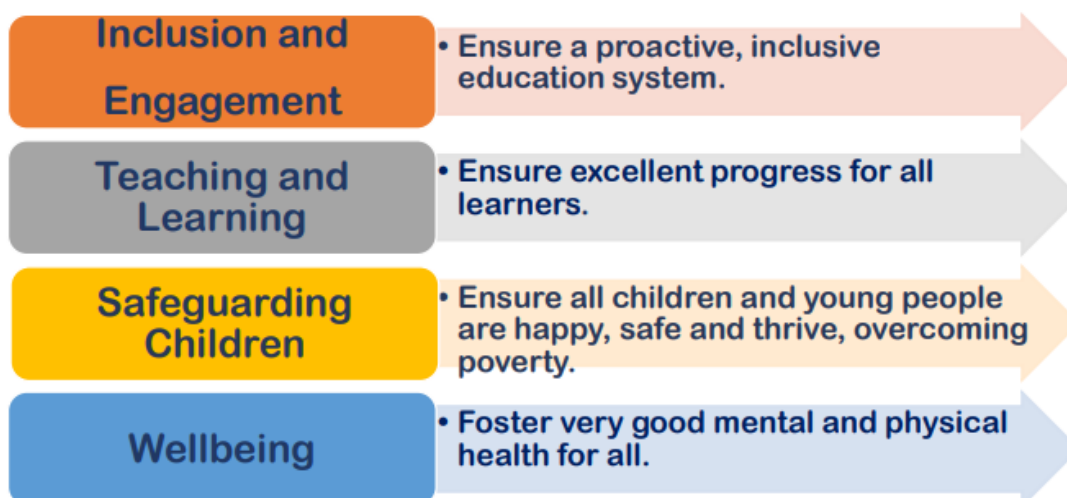 Inclusion and
Engagement
• Ensure a proactive, inclusive
education system.
Teaching and
Learning
• Ensure excellent progress for all
learners.
Safeguarding
Children
• Ensure all children and young people
are happy, safe and thrive, overcoming
poverty.
Wellbeing
• Foster very good mental and physical
health for all.